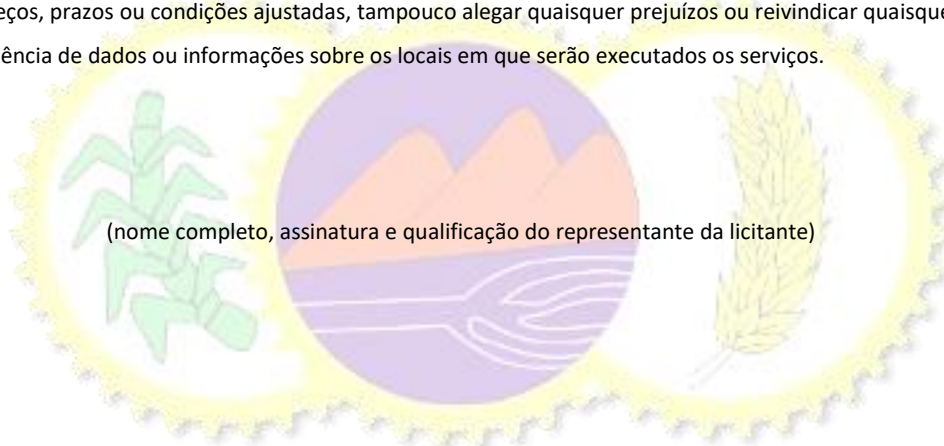 eços, prazos ou condições ajustadas, tampouco alegar quaisquer prejuízos ou reivindicar quaisque
ência de dados ou informações sobre os locais em que serão executados os serviços.
(nome completo, assinatura e qualificação do representante da licitante)